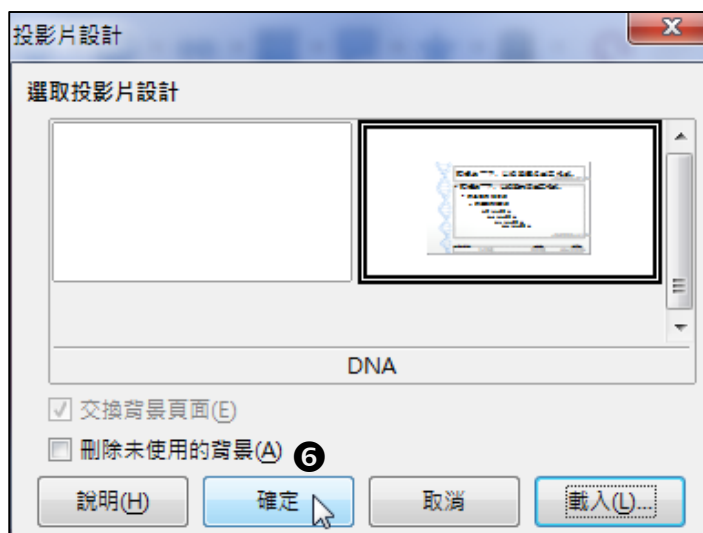 投影片設計
選取投影片設計
DNA
交換背景頁面(E)
刪除未使用的背景(A) ❻
說明(H) 確定 取消 載入(L)...